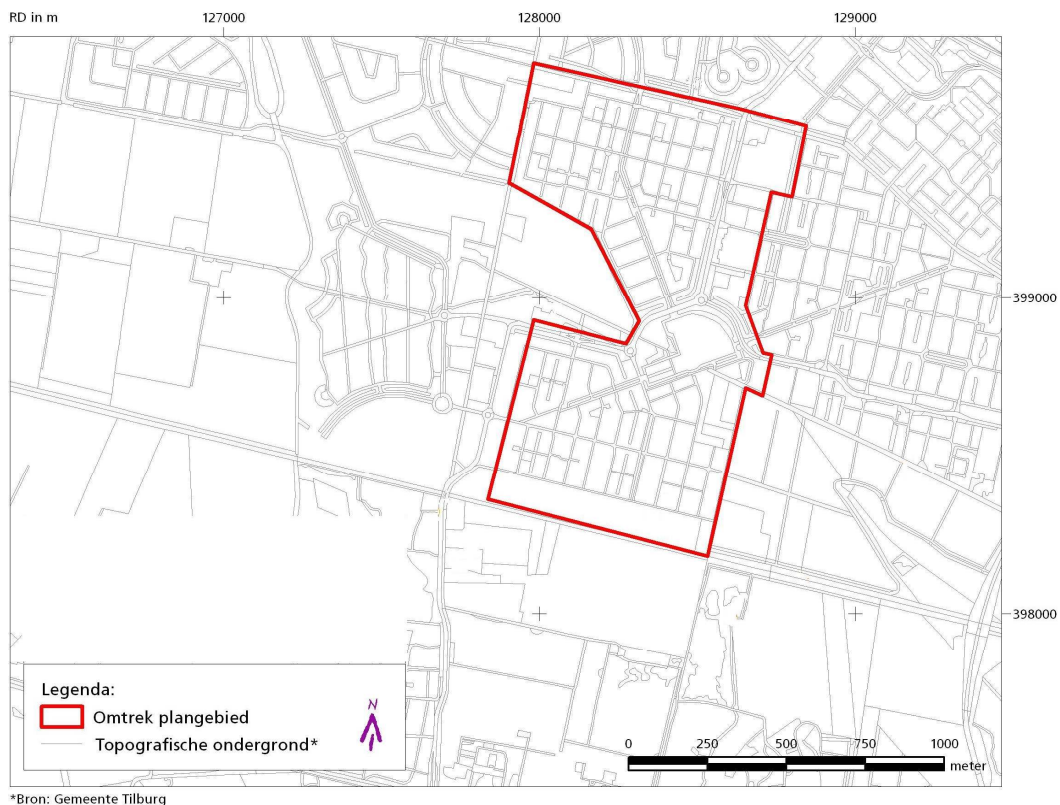 RD in m 127000 128000 129000
399000
398000
Legenda:
N
Omtrek plangebied
Topografische ondergrond*
0 250 500 750 1000
meter
*Bron: Gemeente Tilburg